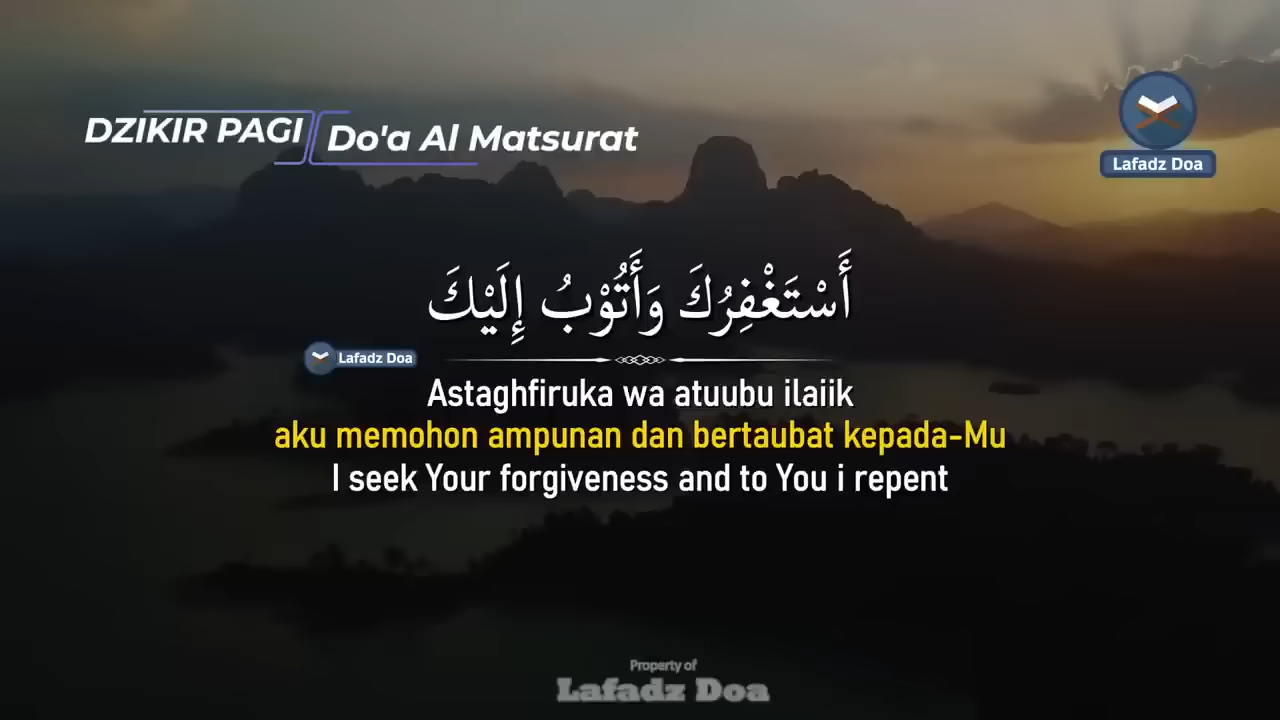 DZIKIR PAGI
Do'a Al Matsurat
Lafadz Doa
أَسْتَغْفِرُكَ وَأَتُوْبُ إِلَيْكَ
Lafadz Doa
Astaghfiruka wa atuubu ilaiik
aku memohon ampunan dan bertaubat kepada-Mu
I seek Your forgiveness and to You i repent
Property of
Lafadz Doa